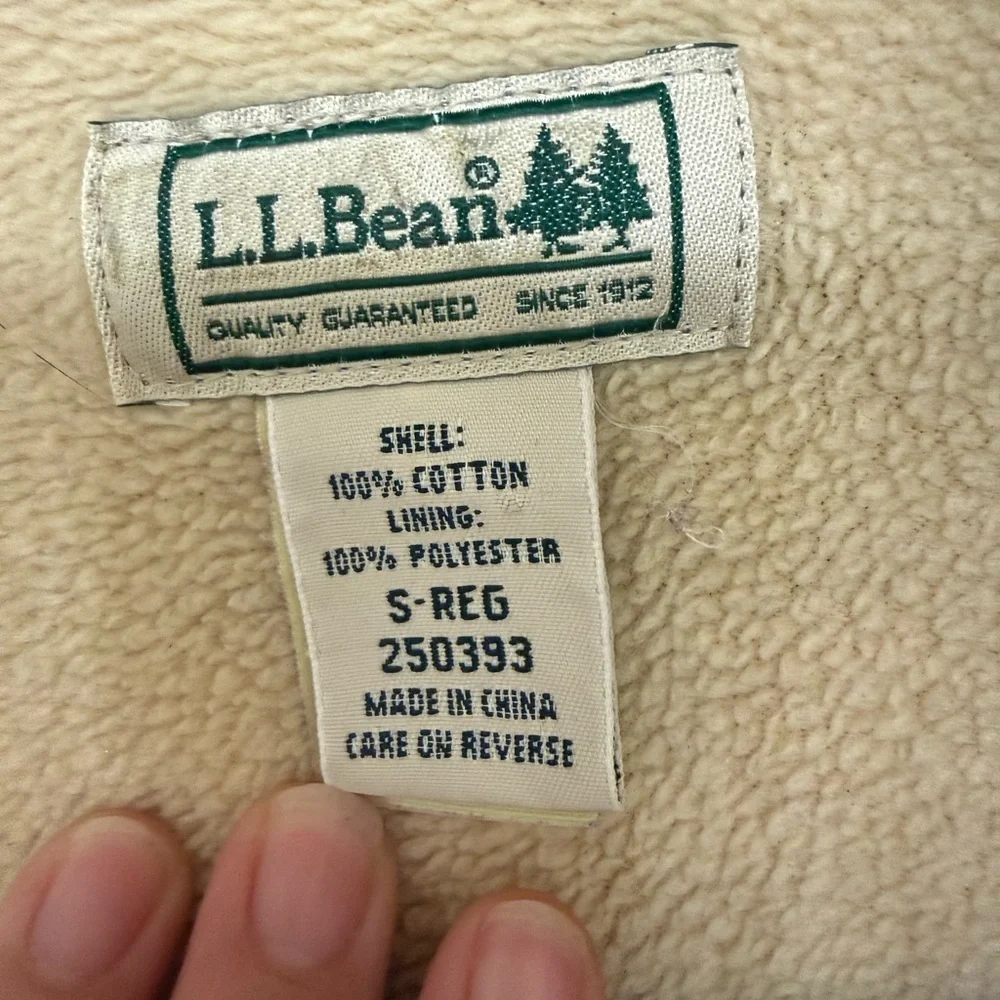 L.L.Bean®
QUALITY GUARANTEED SINCE 1912
SHELL:
100% COTTON
LINING:
100% POLYESTER
S-REG
250393
MADE IN CHINA
CARE ON REVERSE